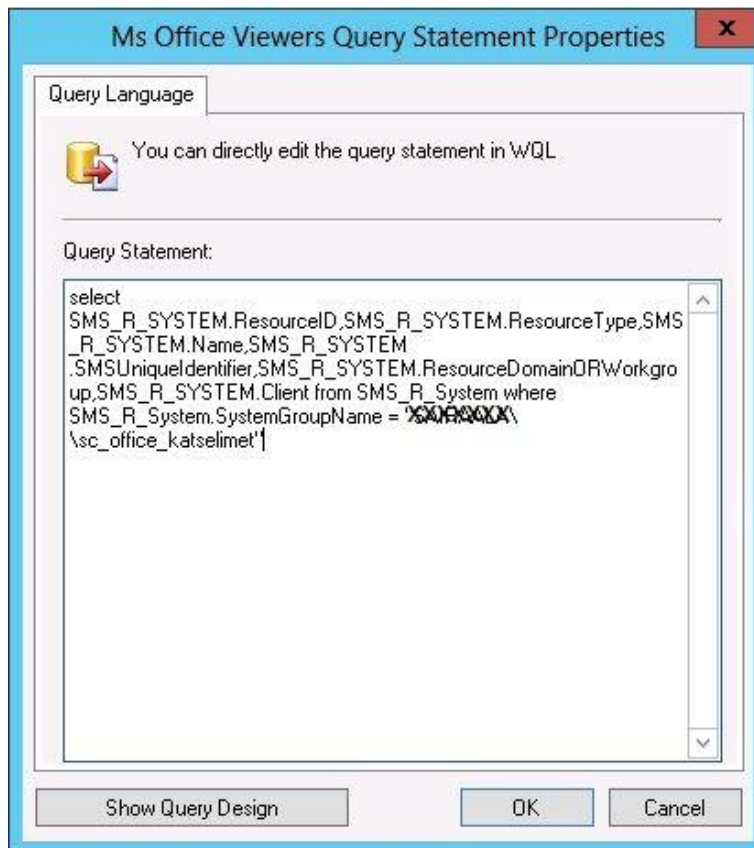 Ms Office Viewers Query Statement Properties
x
Query Language
You can directly edit the query statement in WQL
Query Statement:
select
SMS_R_SYSTEM.ResourceID,SMS_R_SYSTEM.ResourceType,SMS
_R_SYSTEM.Name,SMS_R_SYSTEM
.SMSUniqueIdentifier,SMS_R_SYSTEM.ResourceDomainORWorkgro
up,SMS_R_SYSTEM.Client from SMS_R_System where
SMS_R_System.SystemGroupName = '\
\sc_office_katselimet"
Show Query Design
OK
Cancel